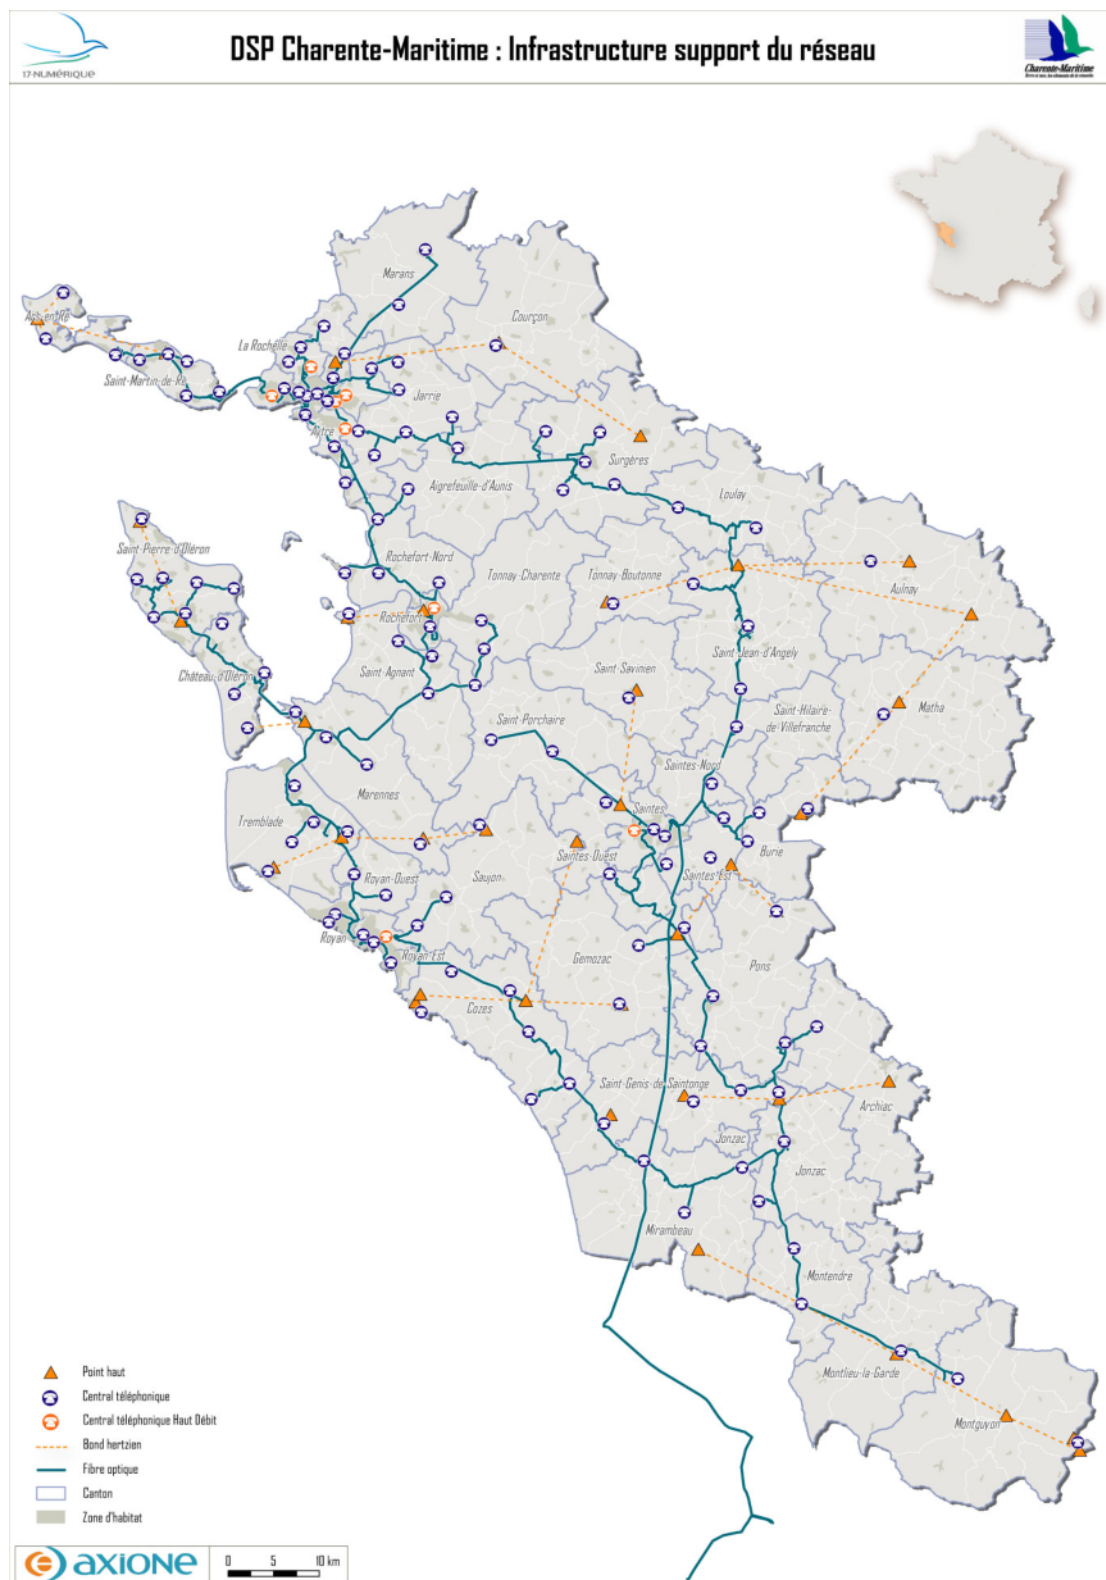 17-NUMÉRIQUE
DSP Charente-Maritime : Infrastructure support du réseau
Charente-Maritime
Marans
Courçon
Ars-en-Ré
La Rochelle
Saint-Martin-de-Ré
Jarrie
Aytré
Surgères
Aigrefeuille-d'Aunis
Loulay
Saint-Pierre-d'Oléron
Rochefort-Nord
Tonnay-Charente
Tonnay-Boutonne
Aulnay
Rochefort
Saint-Jean-d'Angely
Saint-Agnant
Saint-Savinien
Château-d'Oléron
Saint-Hilaire-
de-Villefranche
Matha
Saint-Porchaire
Saintes-Nord
Marennes
Tremblade
Saintes
Saintes-Ouest
Burie
Saujon
Saintes-Est
Royan-Ouest
Royan
Royan-Est
Gemozac
Pons
Cozes
Saint-Genis-de-Saintonge
Archiac
Jonzac
Jonzac
Mirambeau
Montendre
Montlieu-la-Garde
Montguyon
Point haut
Central téléphonique
Central téléphonique Haut Débit
Bond hertzien
Fibre optique
Canton
Zone d'habitat
axione
0 5 10 km